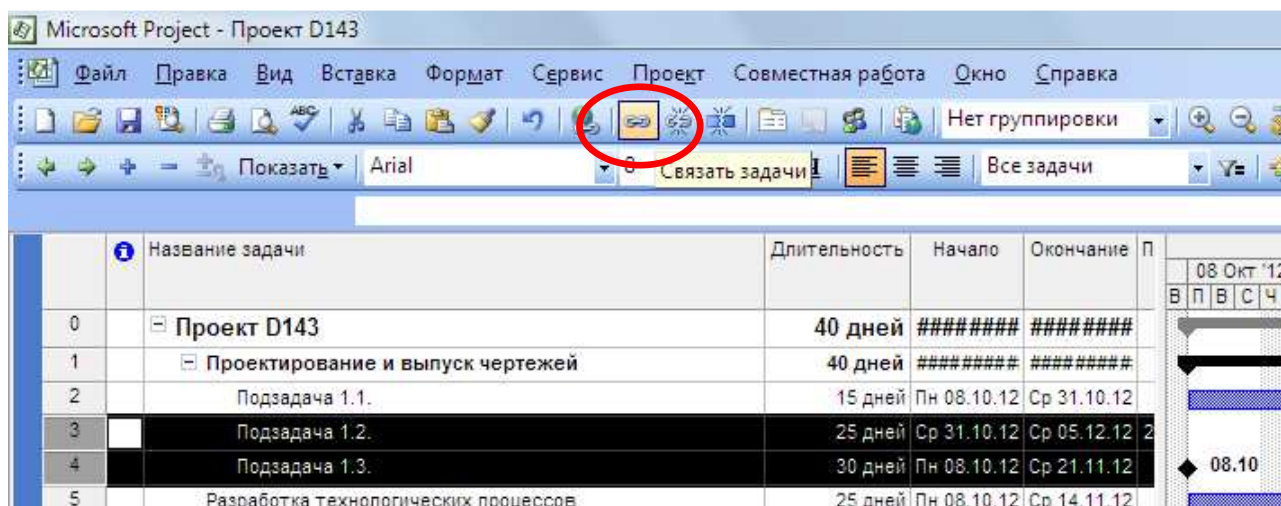 Microsoft Project - Проект D143
Файл Правка Вид Вставка Формат Сервис Проект Совместная работа Окно Справка
ABC Нет группировки
Показать Arial 8 Связать задачи Все задачи
Название задачи Длительность Начало Окончание П
08 Окт '12
В П В С Ч
0 Проект D143 40 дней ######## ########
1 Проектирование и выпуск чертежей 40 дней ######### #########
2 Подзадача 1.1. 15 дней Пн 08.10.12 Ср 31.10.12
3 Подзадача 1.2. 25 дней Ср 31.10.12 Ср 05.12.12 2
4 Подзадача 1.3. 30 дней Пн 08.10.12 Ср 21.11.12 08.10
5 Разработка технологических процессов 25 дней Пн 08.10.12 Ср 14.11.12